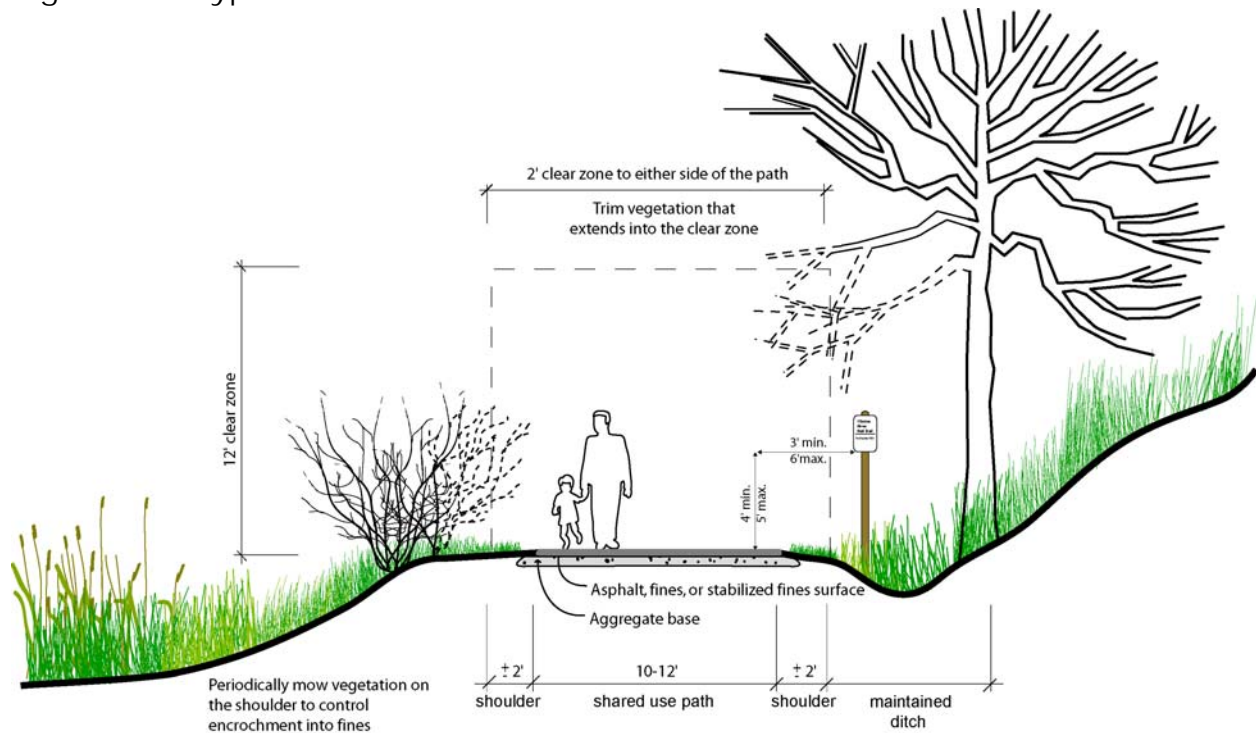 2' clear zone to either side of the path
Trim vegetation that
extends into the clear zone
12' clear zone
3' min.
6'max.
4' min.
5' max.
Asphalt, fines, or stabilized fines surface
Aggregate base
± 2'
10-12'
± 2'
shoulder
shared use path
shoulder
maintained
ditch
Periodically mow vegetation on
the shoulder to control
encrochment into fines